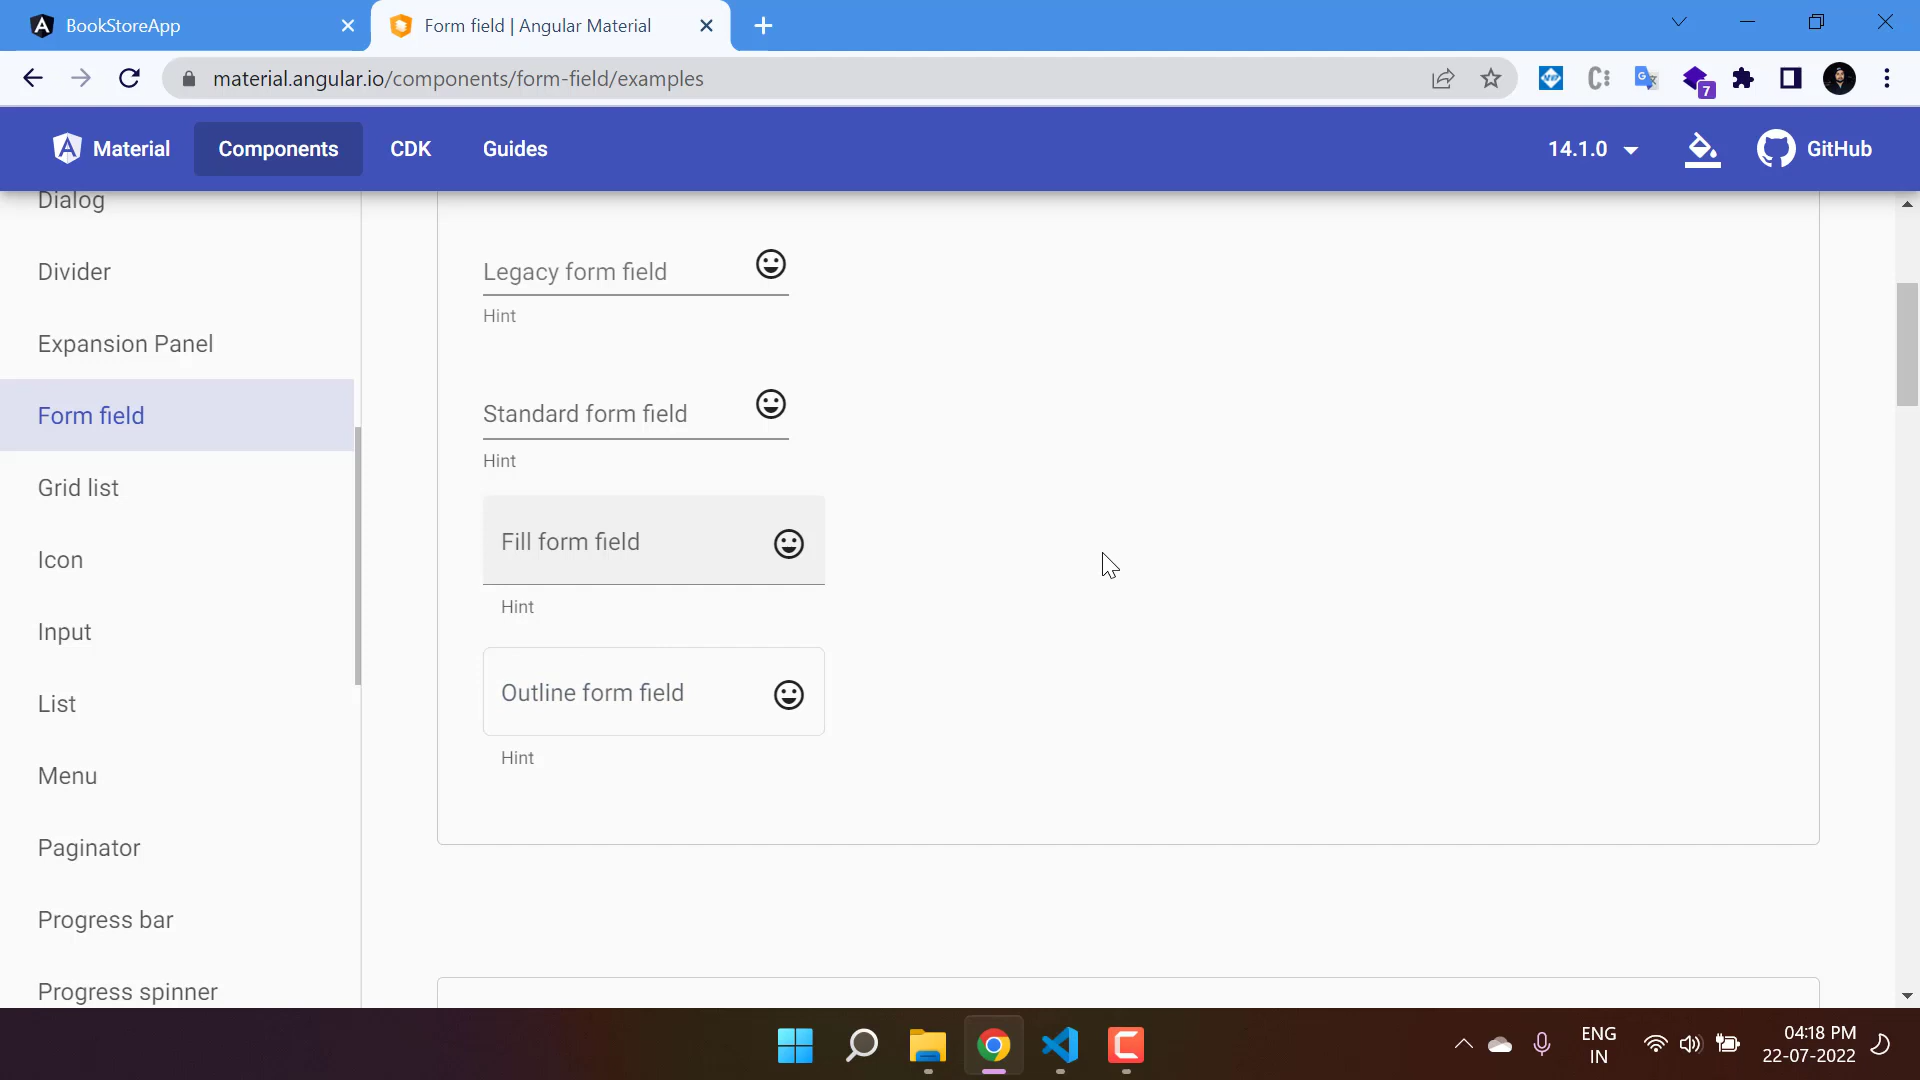 BookStoreApp
Form field | Angular Material
material.angular.io/components/form-field/examples
7
Material
Components
CDK
Guides
14.1.0
GitHub
Dialog
Divider
Expansion Panel
Form field
Grid list
Icon
Input
List
Menu
Paginator
Progress bar
Progress spinner
Legacy form field
Hint
Standard form field
Hint
Fill form field
Hint
Outline form field
Hint
ENG
IN
04:18 PM
22-07-2022